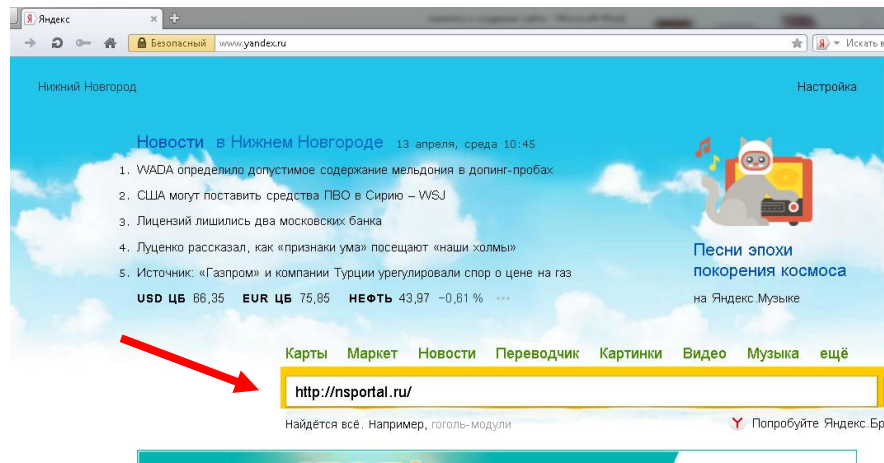 Я Яндекс
Безопасный www.yandex.ru
Я Искать в
Нижний Новгород
Настройка
Новости в Нижнем Новгороде 13 апреля, среда 10:45
1. WADA определило допустимое содержание мельдония в допинг-пробах
2. США могут поставить средства ПВО в Сирию – WSJ
3. Лицензий лишились два московских банка
4. Луценко рассказал, как «признаки ума» посещают «наши холмы»
5. Источник: «Газпром» и компании Турции урегулировали спор о цене на газ
USD ЦБ 66,35 EUR ЦБ 75,85 НЕФТЬ 43,97 −0,61 % ···
Песни эпохи
покорения космоса
на Яндекс.Музыке
Карты Маркет Новости Переводчик Картинки Видео Музыка ещё
http://nsportal.ru/
Найдётся всё. Например, гоголь-модули
Y Попробуйте Яндекс.Бр